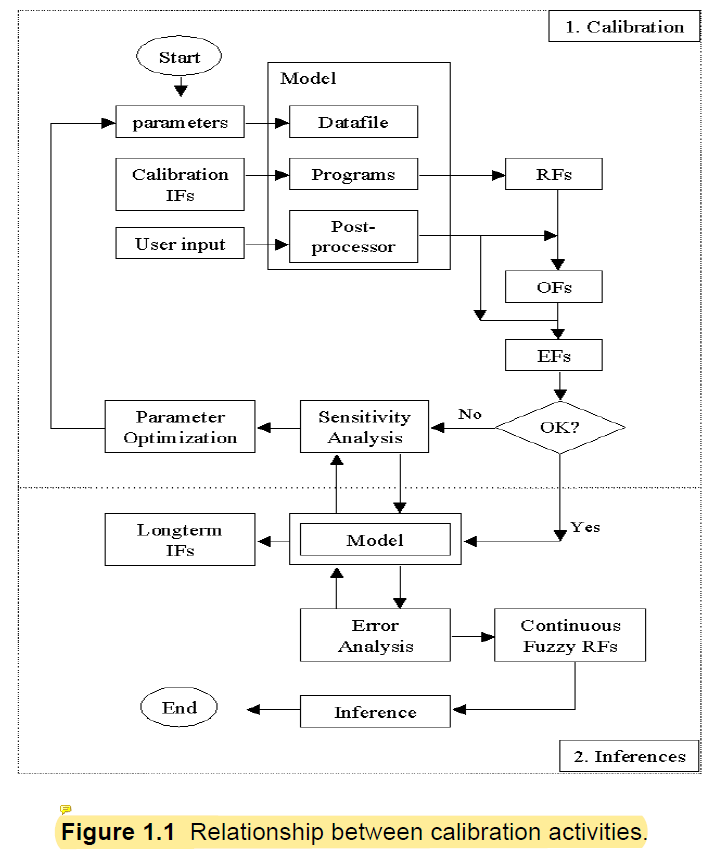 1. Calibration
Start
Model
parameters
Datafile
Calibration
IFs
Programs
RFs
User input
Post-
processor
OFs
EFs
Parameter
Optimization
Sensitivity
Analysis
No
OK?
Yes
Longterm
IFs
Model
Error
Analysis
Continuous
Fuzzy RFs
End
Inference
2. Inferences
Figure 1.1 Relationship between calibration activities.